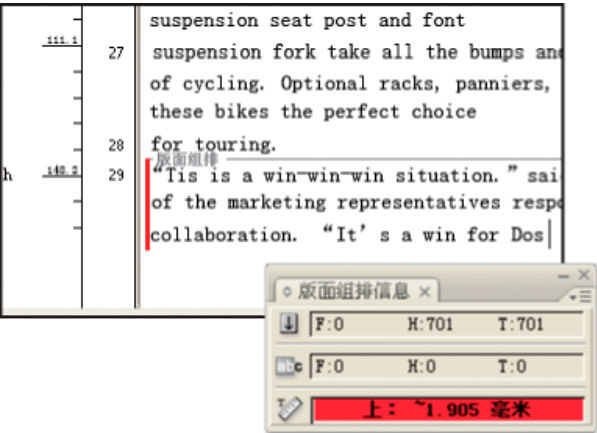 suspension seat post and font
111.1
27 suspension fork take all the bumps and
of cycling. Optional racks, panniers,
these bikes the perfect choice
28 for touring.
版面组排
h 140.2 29 “Tis is a win-win-win situation.” sai
of the marketing representatives resp
collaboration. “It’s a win for Dos
版面组排信息
F:0 H:701 T:701
abc F:0 H:0 T:0
T 上: ~1.905 毫米